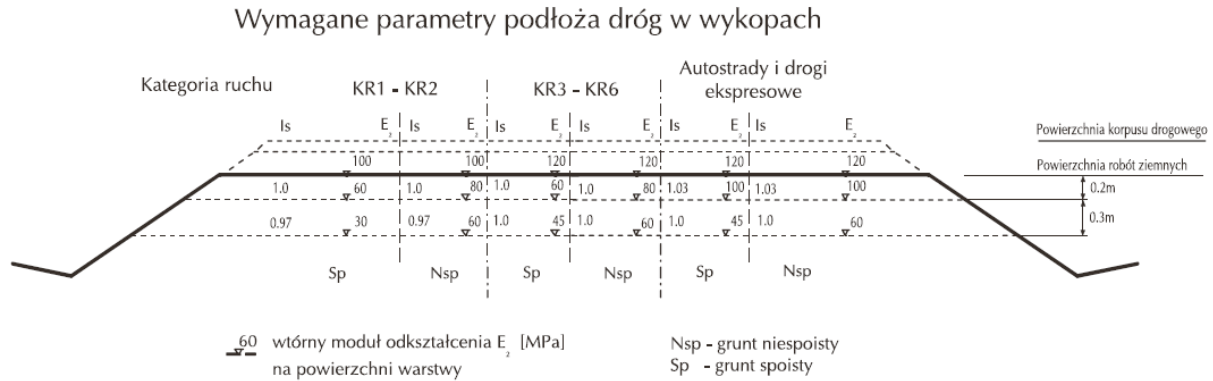 Wymagane parametry podłoża dróg w wykopach
Kategoria ruchu KR1 - KR2 KR3 - KR6 Autostrady i drogi
ekspresowe
Is E₂ Is E₂ Is E₂ Is E₂ Is E₂ Is E₂
Powierzchnia korpusu drogowego
100 100 120 120 120 120
Powierzchnia robót ziemnych
1.0 60 1.0 80 1.0 60 1.0 80 1.03 100 1.03 100 0.2m
0.97 30 0.97 60 1.0 45 1.0 60 1.0 45 1.0 60 0.3m
Sp Nsp Sp Nsp Sp Nsp
60 wtórny moduł odkształcenia E₂ [MPa]
na powierzchni warstwy
Nsp - grunt niespoisty
Sp - grunt spoisty